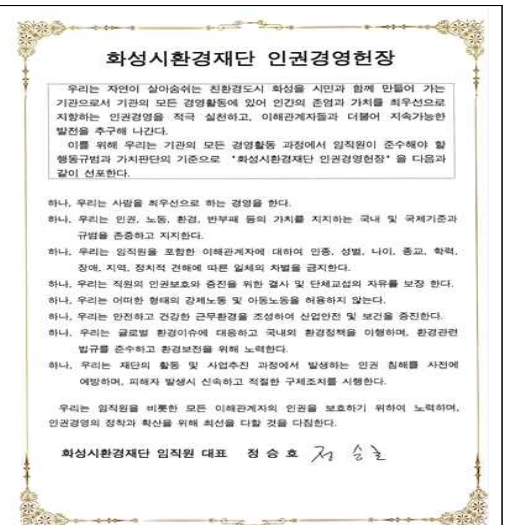 화성시환경재단 인권경영헌장
우리는 자연이 살아숨쉬는 친환경도시 화성을 시민과 함께 만들어 가는
기관으로서 기관의 모든 경영활동에 있어 인간의 존엄과 가치를 최우선으로
지향하는 인권경영을 적극 실천하고, 이해관계자들과 더불어 지속가능한
발전을 추구해 나간다.
이를 위해 우리는 기관의 모든 경영활동 과정에서 임직원이 준수해야 할
행동규범과 가치판단의 기준으로 '화성시환경재단 인권경영헌장' 을 다음과
같이 선포한다.
하나, 우리는 사람을 최우선으로 하는 경영을 한다.
하나, 우리는 인권, 노동, 환경, 반부패 등의 가치를 지지하는 국내 및 국제기준과
규범을 존중하고 지지한다.
하나, 우리는 임직원을 포함한 이해관계자에 대하여 인종, 성별, 나이, 종교, 학력,
장애, 지역, 정치적 견해에 따른 일체의 차별을 금지한다.
하나, 우리는 직원의 인권보호와 증진을 위한 결사 및 단체교섭의 자유를 보장 한다.
하나, 우리는 어떠한 형태의 강제노동 및 아동노동을 허용하지 않는다.
하나, 우리는 안전하고 건강한 근무환경을 조성하여 산업안전 및 보건을 증진한다.
하나, 우리는 글로벌 환경이슈에 대응하고 국내외 환경정책을 이행하며, 환경관련
법규를 준수하고 환경보전을 위해 노력한다.
하나, 우리는 재단의 활동 및 사업추진 과정에서 발생하는 인권 침해를 사전에
예방하며, 피해자 발생시 신속하고 적절한 구제조치를 시행한다.
우리는 임직원을 비롯한 모든 이해관계자의 인권을 보호하기 위하여 노력하며,
인권경영의 정착과 확산을 위해 최선을 다할 것을 다짐한다.
화성시환경재단 임직원 대표 정 승 호 정 승호